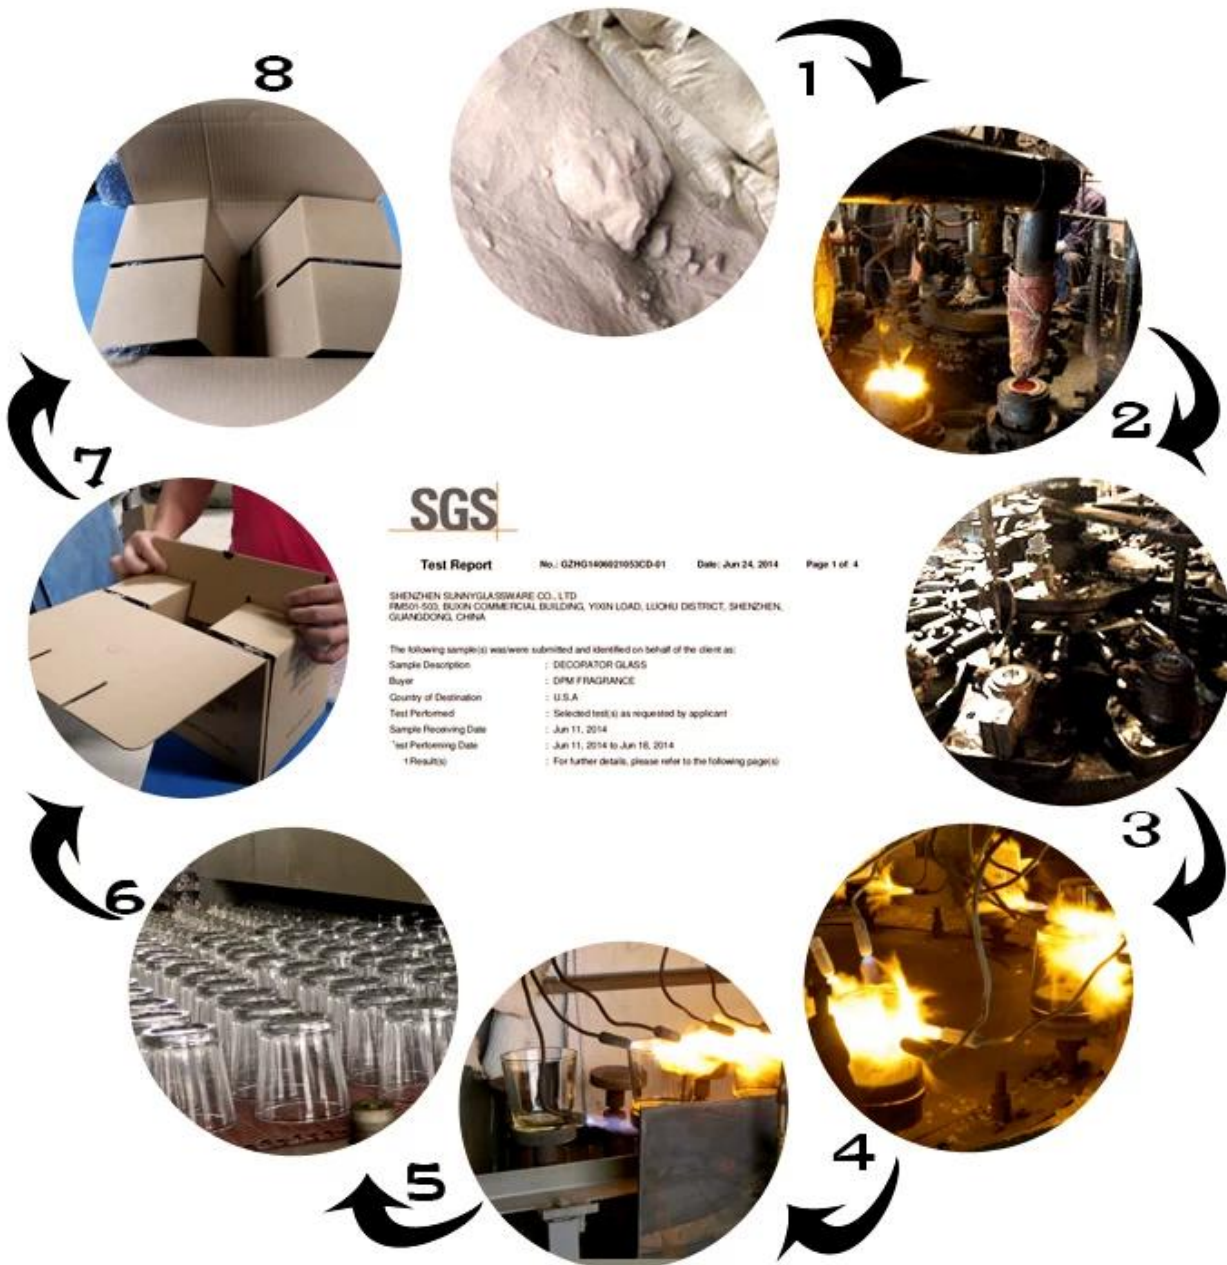 8
1
2
7
SGS
Test Report No.: GZHG1406021053CD-01 Date: Jun 24, 2014 Page 1 of 4
SHENZHEN SUNNYGLASSWARE CO., LTD
RM501-503, BUXIN COMMERCIAL BUILDING, YIXIN LOAD, LUOHU DISTRICT, SHENZHEN,
GUANGDONG, CHINA
The following sample(s) was/were submitted and identified on behalf of the client as:
Sample Description : DECORATOR GLASS
Buyer : DPM FRAGRANCE
Country of Destination : U.S.A
Test Performed : Selected test(s) as requested by applicant
Sample Receiving Date : Jun 11, 2014
Test Performing Date : Jun 11, 2014 to Jun 18, 2014
Result(s) : For further details, please refer to the following page(s)
3
6
4
5